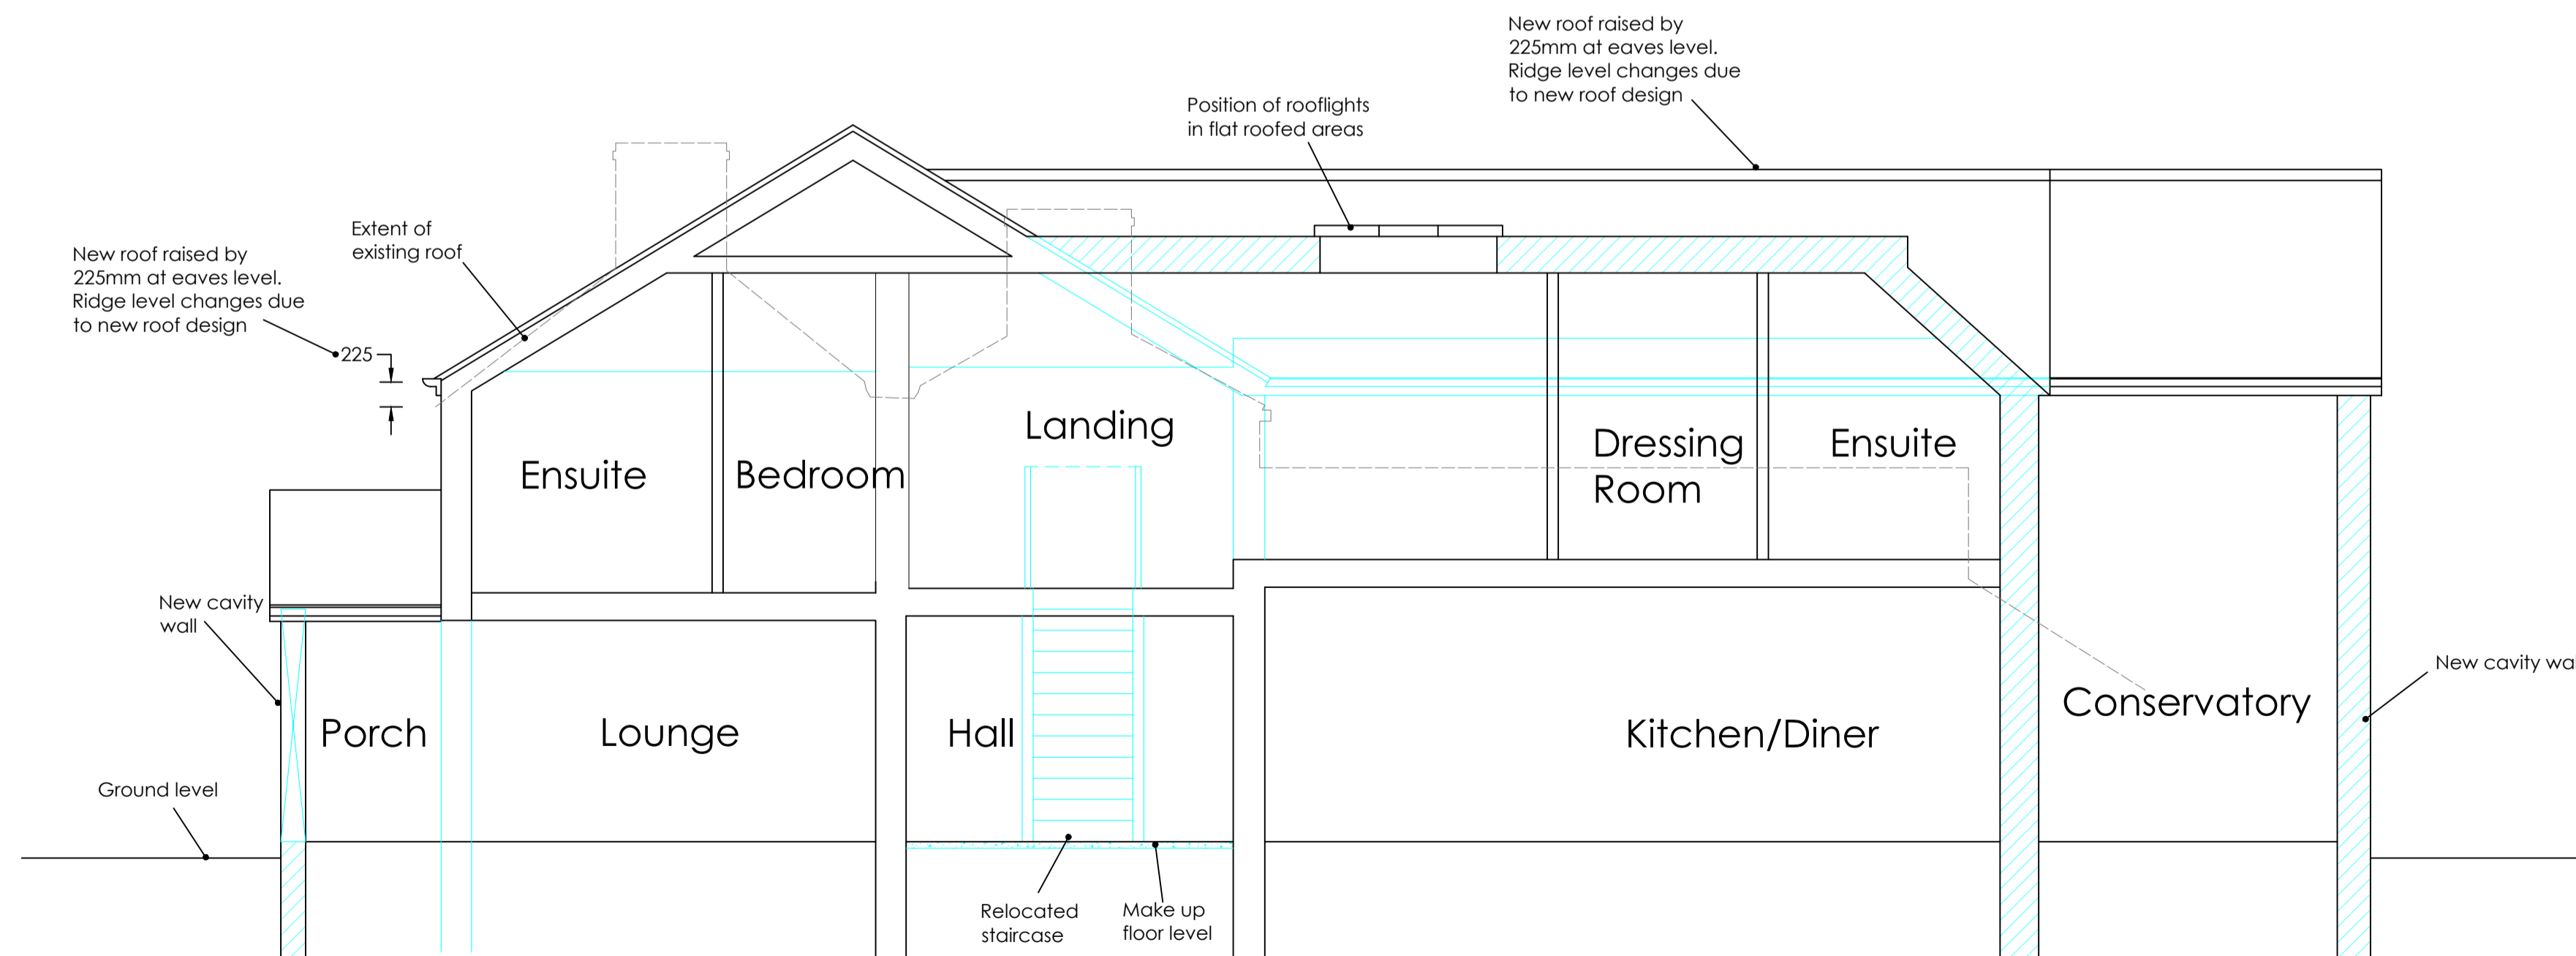 New roof raised by
225mm at eaves level.
Ridge level changes due
to new roof design
Position of rooflights
in flat roofed areas
Extent of
existing roof
New roof raised by
225mm at eaves level.
Ridge level changes due
to new roof design
225
Landing
Ensuite
Bedroom
Dressing
Room
Ensuite
New cavity
wall
New cavity wa
Porch
Lounge
Hall
Kitchen/Diner
Conservatory
Ground level
Relocated
staircase
Make up
floor level